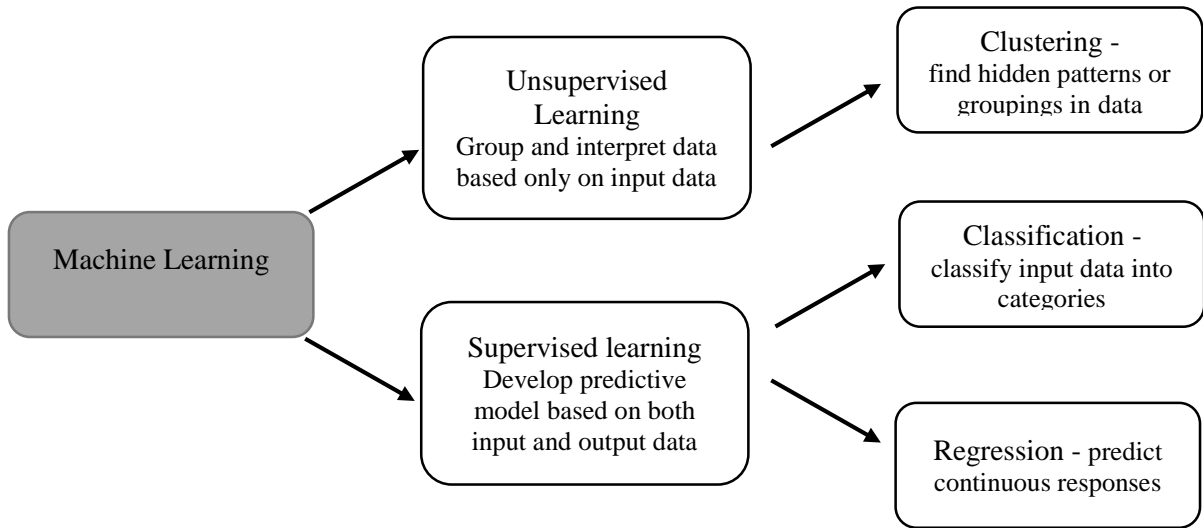 Machine Learning
Unsupervised
Learning
Group and interpret data
based only on input data
Supervised learning
Develop predictive
model based on both
input and output data
Clustering -
find hidden patterns or
groupings in data
Classification -
classify input data into
categories
Regression - predict
continuous responses